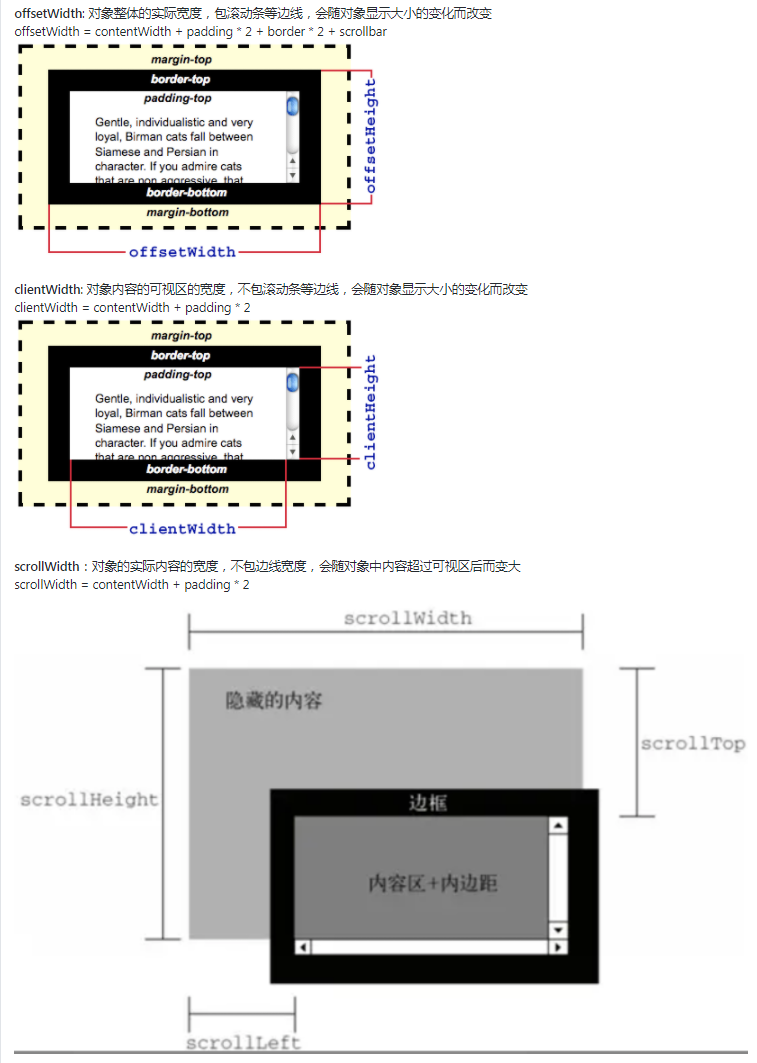 offsetWidth: 对象整体的实际宽度，包滚动条等边线，会随对象显示大小的变化而改变
offsetWidth = contentWidth + padding * 2 + border * 2 + scrollbar
margin-top
border-top
padding-top
Gentle, individualistic and very
loyal, Birman cats fall between
Siamese and Persian in
character. If you admire cats
that are non aggressive, that
border-bottom
margin-bottom
offsetHeight
offsetWidth
clientWidth: 对象内容的可视区的宽度，不包滚动条等边线，会随对象显示大小的变化而改变
clientWidth = contentWidth + padding * 2
margin-top
border-top
padding-top
Gentle, individualistic and very
loyal, Birman cats fall between
Siamese and Persian in
character. If you admire cats
that are non aggressive, that
border-bottom
margin-bottom
clientHeight
clientWidth
scrollWidth：对象的实际内容的宽度，不包边线宽度，会随对象中内容超过可视区后而变大
scrollWidth = contentWidth + padding * 2
scrollWidth
隐藏的内容
scrollTop
scrollHeight
边框
内容区+内边距
scrollLeft